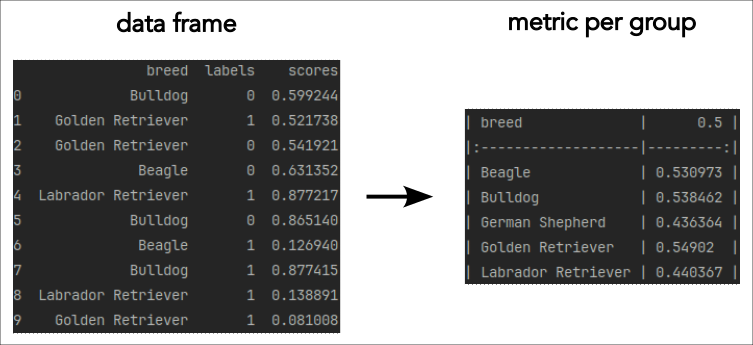 data frame
breed labels scores
0 Bulldog 0 0.599244
1 Golden Retriever 1 0.521738
2 Golden Retriever 0 0.541921
3 Beagle 0 0.631352
4 Labrador Retriever 1 0.877217
5 Bulldog 0 0.865140
6 Beagle 1 0.126940
7 Bulldog 1 0.877415
8 Labrador Retriever 1 0.138891
9 Golden Retriever 1 0.081008
metric per group
| breed | 0.5 |
|:-------------------|---------:|
| Beagle | 0.530973 |
| Bulldog | 0.538462 |
| German Shepherd | 0.436364 |
| Golden Retriever | 0.54902 |
| Labrador Retriever | 0.440367 |